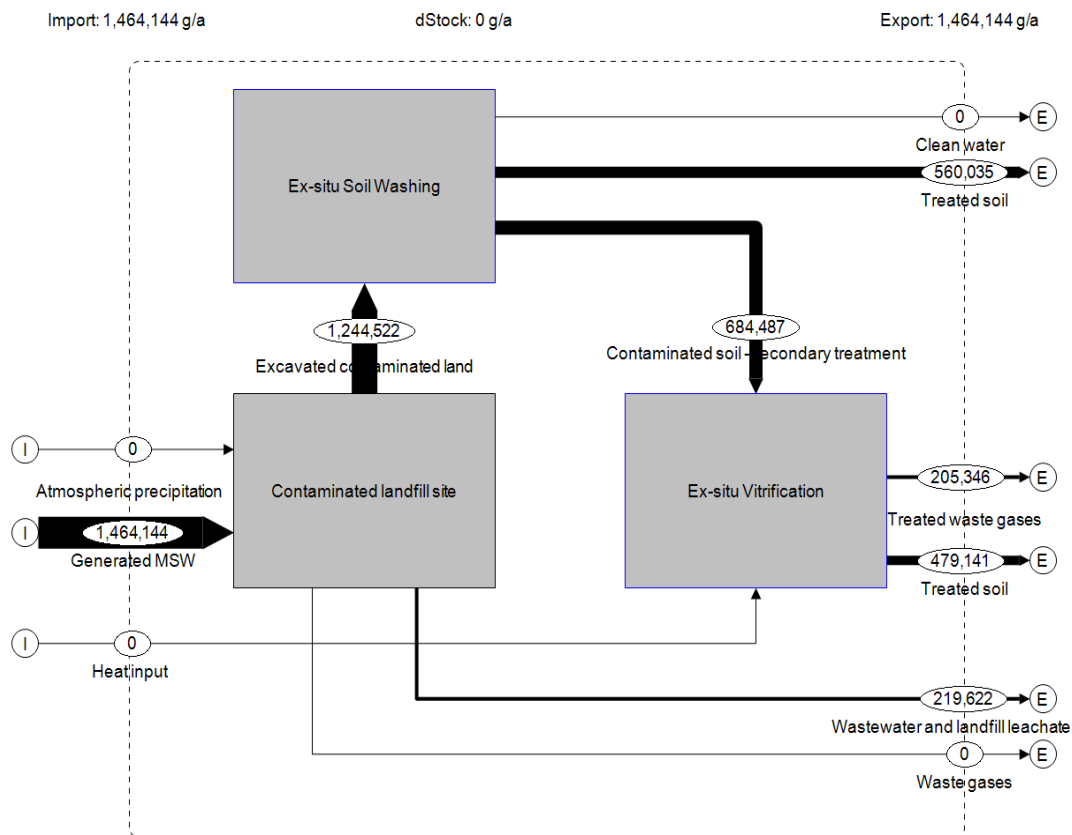 Import: 1,464,144 g/a
dStock: 0 g/a
Export: 1,464,144 g/a
0
E
Clean water
Ex-situ Soil Washing
560,035
E
Treated soil
1,244,522
684,487
Excavated contaminated land
Contaminated soil - secondary treatment
I
0
Atmospheric precipitation
Contaminated landfill site
Ex-situ Vitrification
205,346
E
I
1,464,144
Treated waste gases
Generated MSW
479,141
E
Treated soil
I
0
Heat input
219,622
E
Wastewater and landfill leachate
0
E
Waste gases